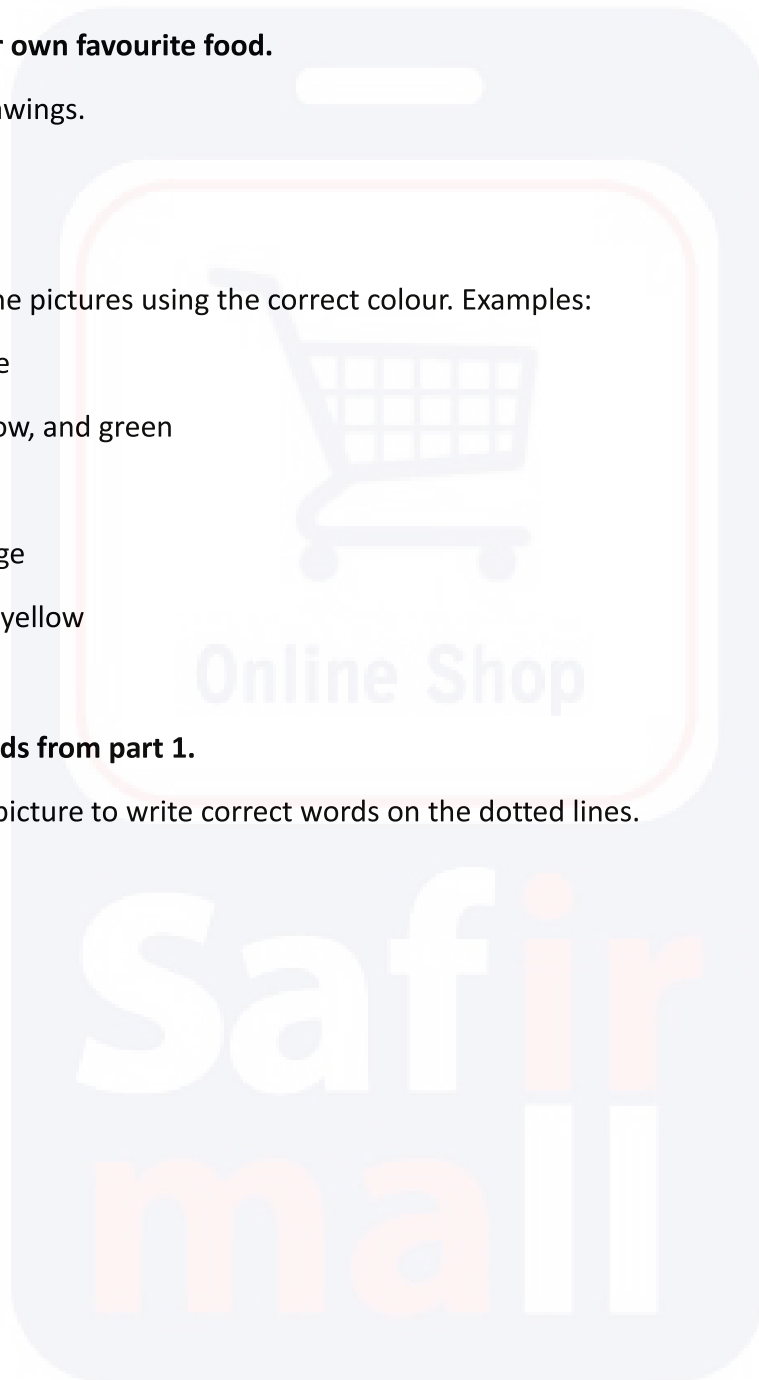 r own favourite food.
wings.
ne pictures using the correct colour. Examples:
e
ow, and green
ge
yellow
Online Shop
ds from part 1.
picture to write correct words on the dotted lines.
Safir
mall